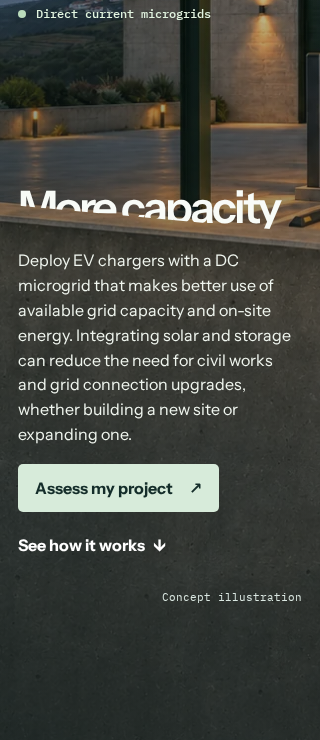 Direct current microgrids
More capacity
Deploy EV chargers with a DC
microgrid that makes better use of
available grid capacity and on-site
energy. Integrating solar and storage
can reduce the need for civil works
and grid connection upgrades,
whether building a new site or
expanding one.
Assess my project ↗
See how it works ↓
Concept illustration